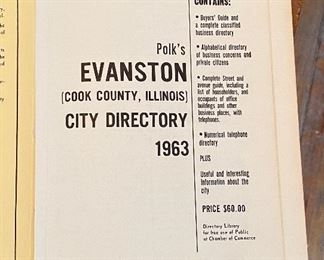 Polk's
EVANSTON
(COOK COUNTY, ILLINOIS)
CITY DIRECTORY
1963
CONTAINS:
• Buyers' Guide and
a complete classified
business directory
• Alphabetical directory
of business concerns and
private citizens
• Complete Street and
avenue guide, including a
list of householders, and
occupants of office
buildings and other
business places, with
telephones.
• Numerical telephone
directory
PLUS
Useful and interesting
information about the
city
PRICE $60.00
Directory Library
for free use of Public
at Chamber of Commerce